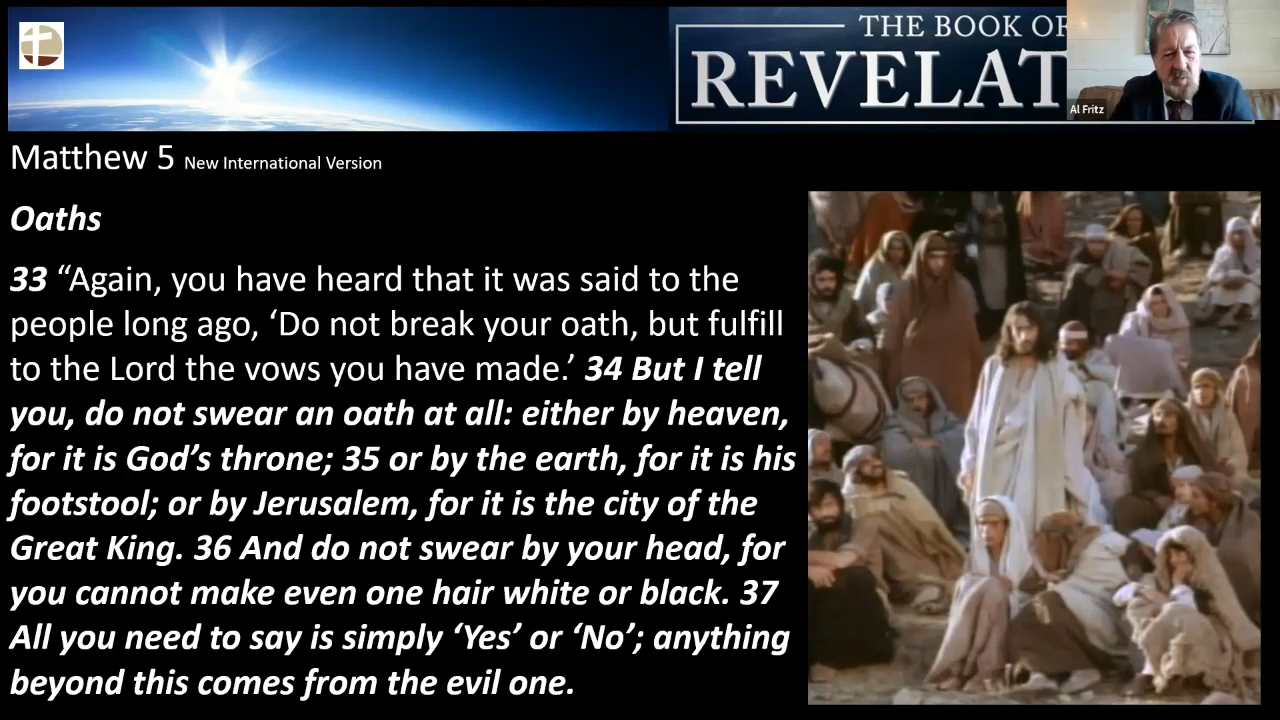 THE BOOK OF
REVELAT
Al Fritz
Matthew 5 New International Version
Oaths
33 “Again, you have heard that it was said to the
people long ago, ‘Do not break your oath, but fulfill
to the Lord the vows you have made.’ 34 But I tell
you, do not swear an oath at all: either by heaven,
for it is God’s throne; 35 or by the earth, for it is his
footstool; or by Jerusalem, for it is the city of the
Great King. 36 And do not swear by your head, for
you cannot make even one hair white or black. 37
All you need to say is simply ‘Yes’ or ‘No’; anything
beyond this comes from the evil one.